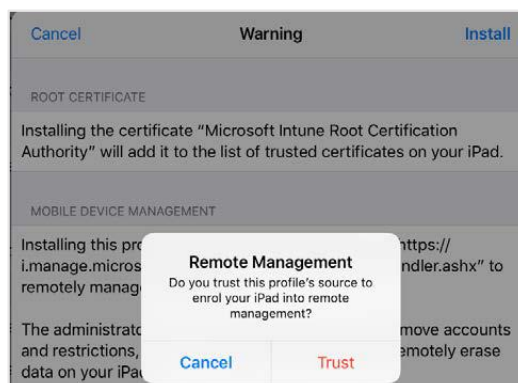 Cancel Warning Install
ROOT CERTIFICATE
Installing the certificate “Microsoft Intune Root Certification
Authority” will add it to the list of trusted certificates on your iPad.
MOBILE DEVICE MANAGEMENT
Installing this ttps://
i.manage.micros ndler.ashx” to
remotely manag
The administrato move accounts
and restrictions, emotely erase
data on your iPa
Remote Management
Do you trust this profile's source to
enrol your iPad into remote
management?
Cancel Trust